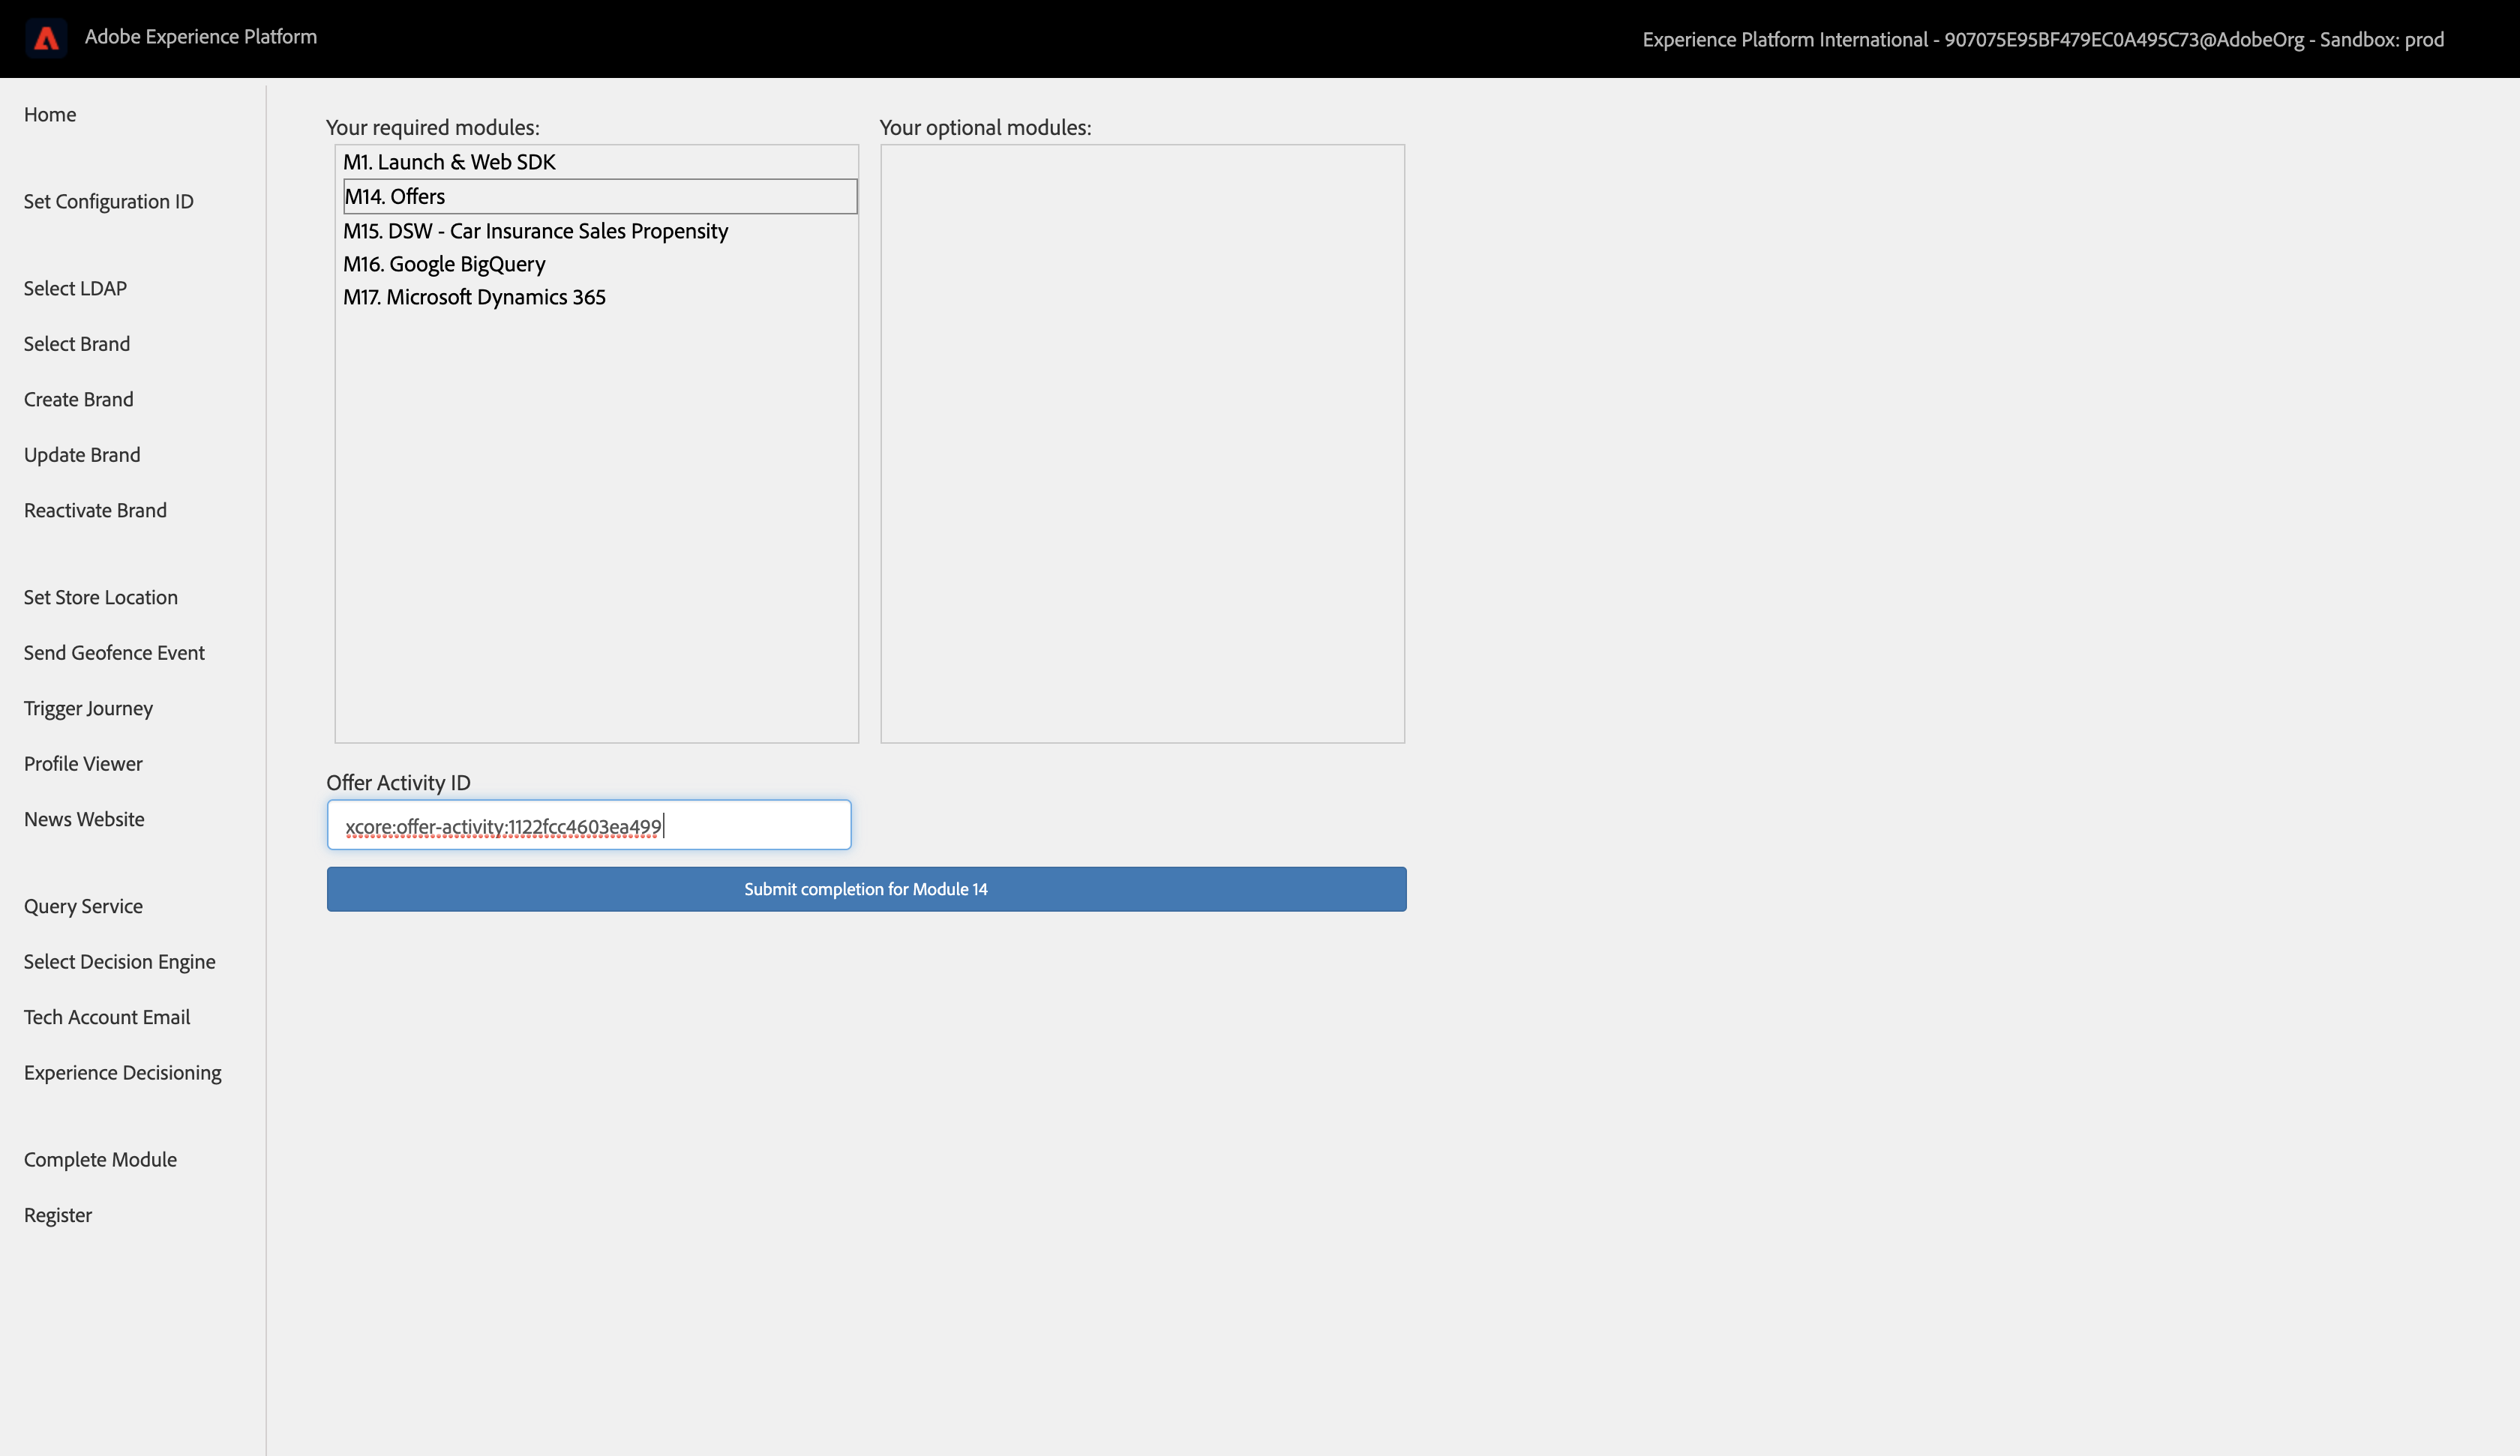 Adobe Experience Platform
Experience Platform International - 907075E95BF479EC0A495C73@AdobeOrg - Sandbox: prod
Home
Set Configuration ID
Select LDAP
Select Brand
Create Brand
Update Brand
Reactivate Brand
Set Store Location
Send Geofence Event
Trigger Journey
Profile Viewer
News Website
Query Service
Select Decision Engine
Tech Account Email
Experience Decisioning
Complete Module
Register
Your required modules:
M1. Launch & Web SDK
M14. Offers
M15. DSW - Car Insurance Sales Propensity
M16. Google BigQuery
M17. Microsoft Dynamics 365
Your optional modules:
Offer Activity ID
xcore:offer-activity:1122fcc4603ea499
Submit completion for Module 14